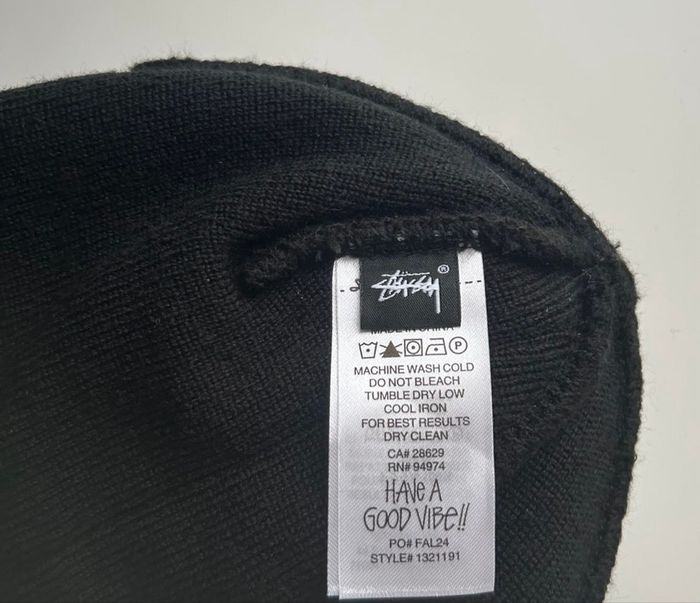 Stüssy ®
MADE IN CHINA
P
MACHINE WASH COLD
DO NOT BLEACH
TUMBLE DRY LOW
COOL IRON
FOR BEST RESULTS
DRY CLEAN
CA# 28629
RN# 94974
HAVE A
GOOD VIBE!!
PO# FAL24
STYLE# 1321191